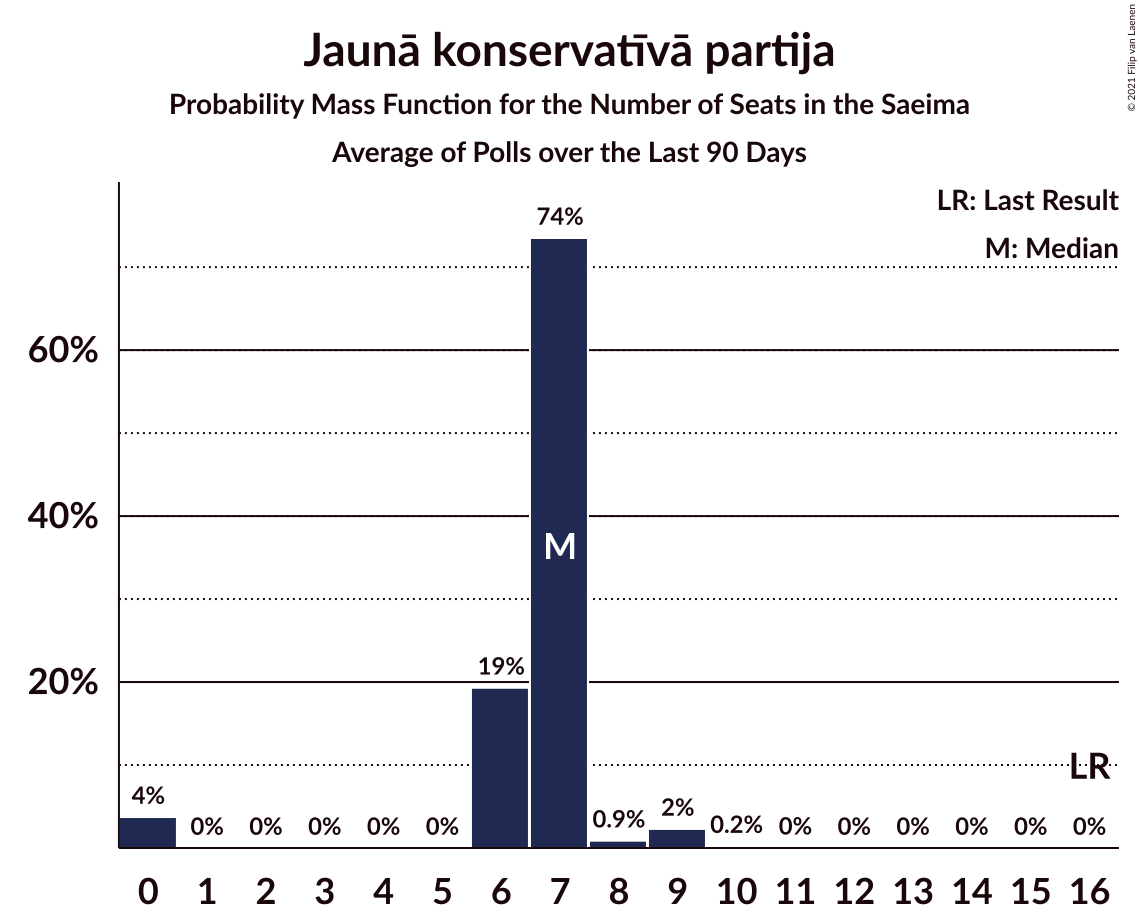 Jaunā konservatīvā partija
Probability Mass Function for the Number of Seats in the Saeima
Average of Polls over the Last 90 Days
© 2021 Filip van Laenen
LR: Last Result
M: Median
74%
60%
M
40%
19%
20%
LR
4% 0% 0% 0% 0% 0% 0.9% 2% 0.2% 0% 0% 0% 0% 0% 0%
0 1 2 3 4 5 6 7 8 9 10 11 12 13 14 15 16